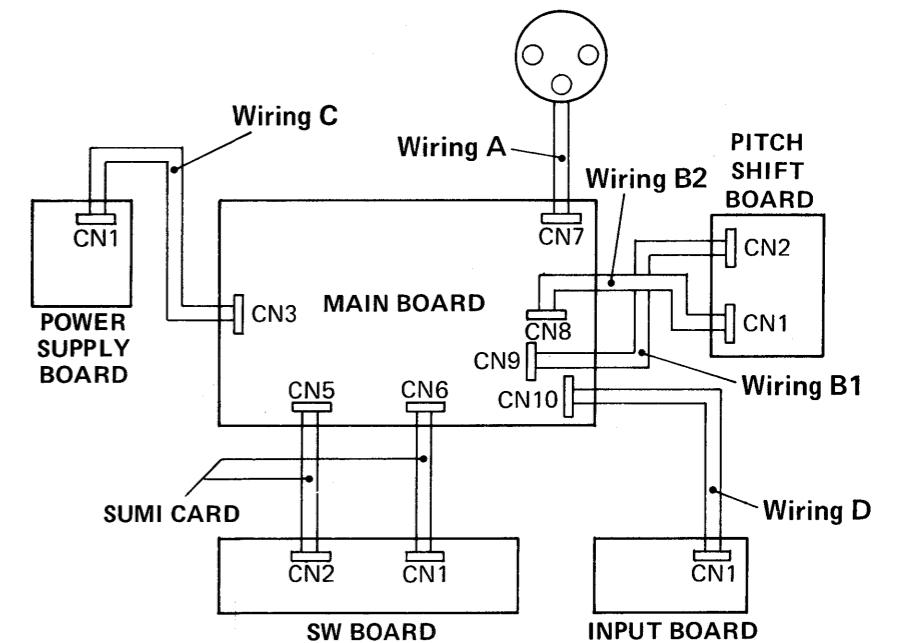 Wiring C
Wiring A
PITCH
SHIFT
BOARD
Wiring B2
CN1
CN7
CN2
MAIN BOARD
CN3
CN8
CN1
POWER
SUPPLY
BOARD
CN9
Wiring B1
CN5
CN6
CN10
SUMI CARD
Wiring D
CN2
CN1
CN1
SW BOARD
INPUT BOARD